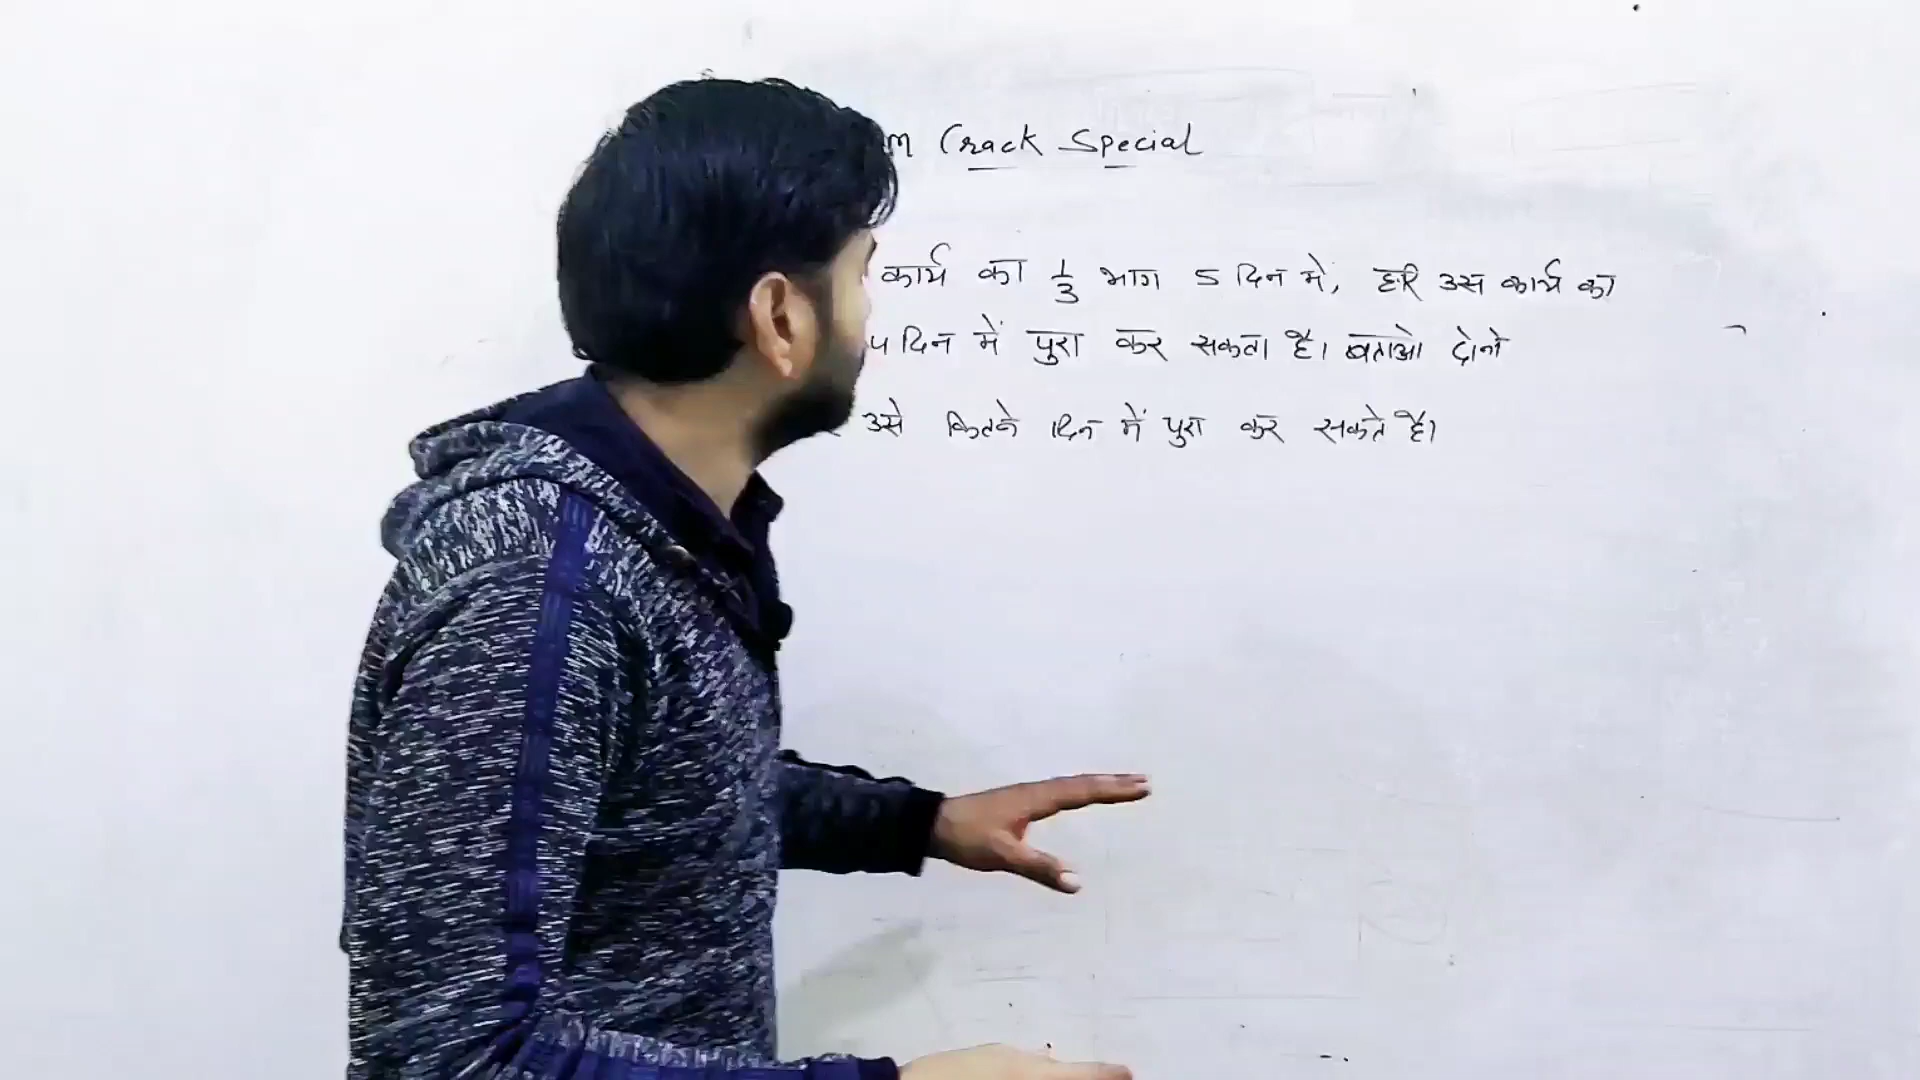 Crack Special
कार्य का 1/3 भाग 5 दिन में, हरि उस कार्य का
दिन में पुरा कर सकता है। बताओ दोनो
उसे कितने दिन में पुरा कर सकते है।